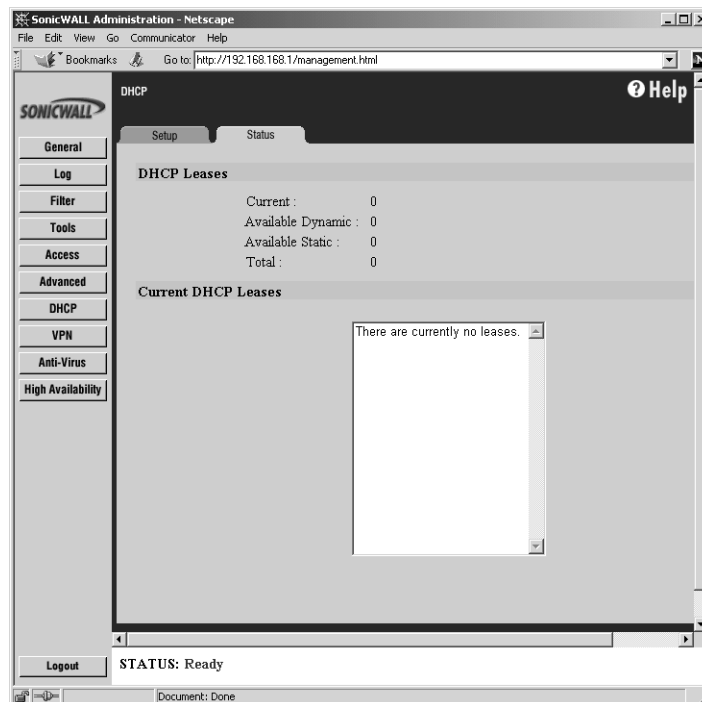 SonicWALL Administration - Netscape
File Edit View Go Communicator Help
Bookmarks Go to: http://192.168.168.1/management.html N
SONICWALL
DHCP
? Help
Setup Status
General
Log
Filter
Tools
Access
Advanced
DHCP
VPN
Anti-Virus
High Availability
DHCP Leases
Current : 0
Available Dynamic : 0
Available Static : 0
Total : 0
Current DHCP Leases
There are currently no leases.
Logout
STATUS: Ready
Document: Done